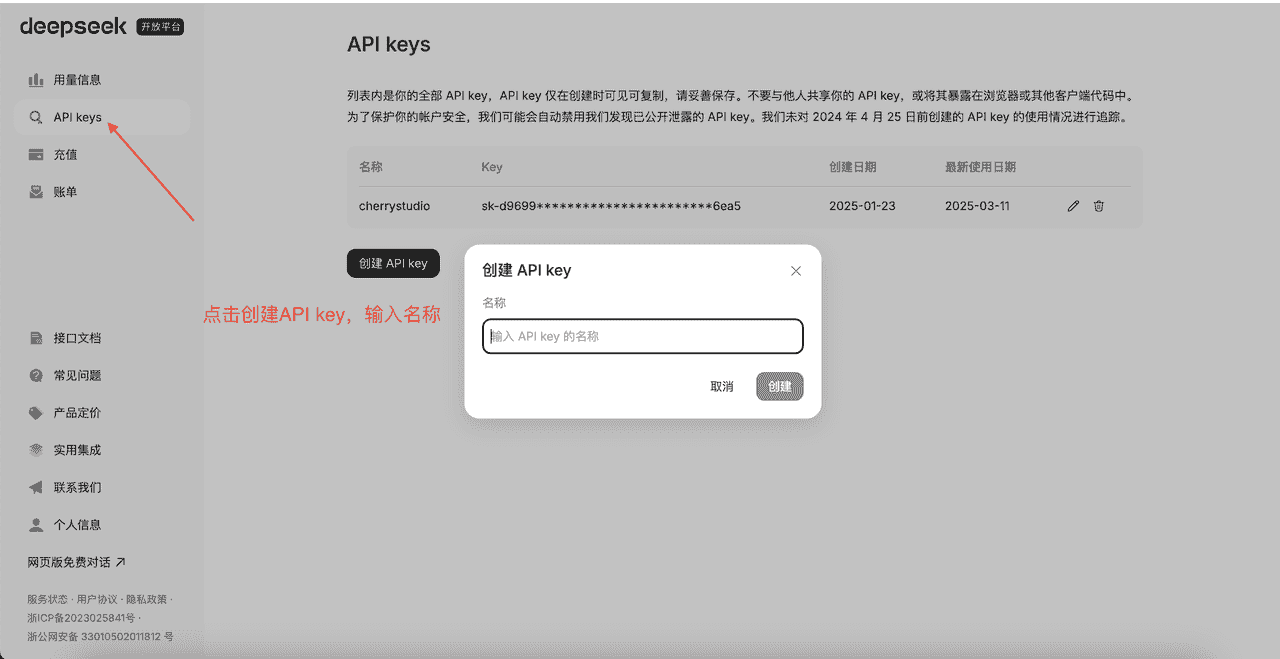 deepseek 开放平台
用量信息
API keys
充值
账单
接口文档
常见问题
产品定价
实用集成
联系我们
个人信息
网页版免费对话
服务状态 · 用户协议 · 隐私政策 ·
浙ICP备2023025841号 ·
浙公网安备 33010502011812 号
API keys
列表内是你的全部 API key，API key 仅在创建时可见可复制，请妥善保存。不要与他人共享你的 API key，或将其暴露在浏览器或其他客户端代码中。
为了保护你的帐户安全，我们可能会自动禁用我们发现已公开泄露的 API key。我们未对 2024 年 4 月 25 日前创建的 API key 的使用情况进行追踪。
名称 Key 创建日期 最新使用日期
cherrystudio sk-d9699***********************6ea5 2025-01-23 2025-03-11
创建 API key
点击创建API key，输入名称
创建 API key
名称
输入 API key 的名称
取消 创建